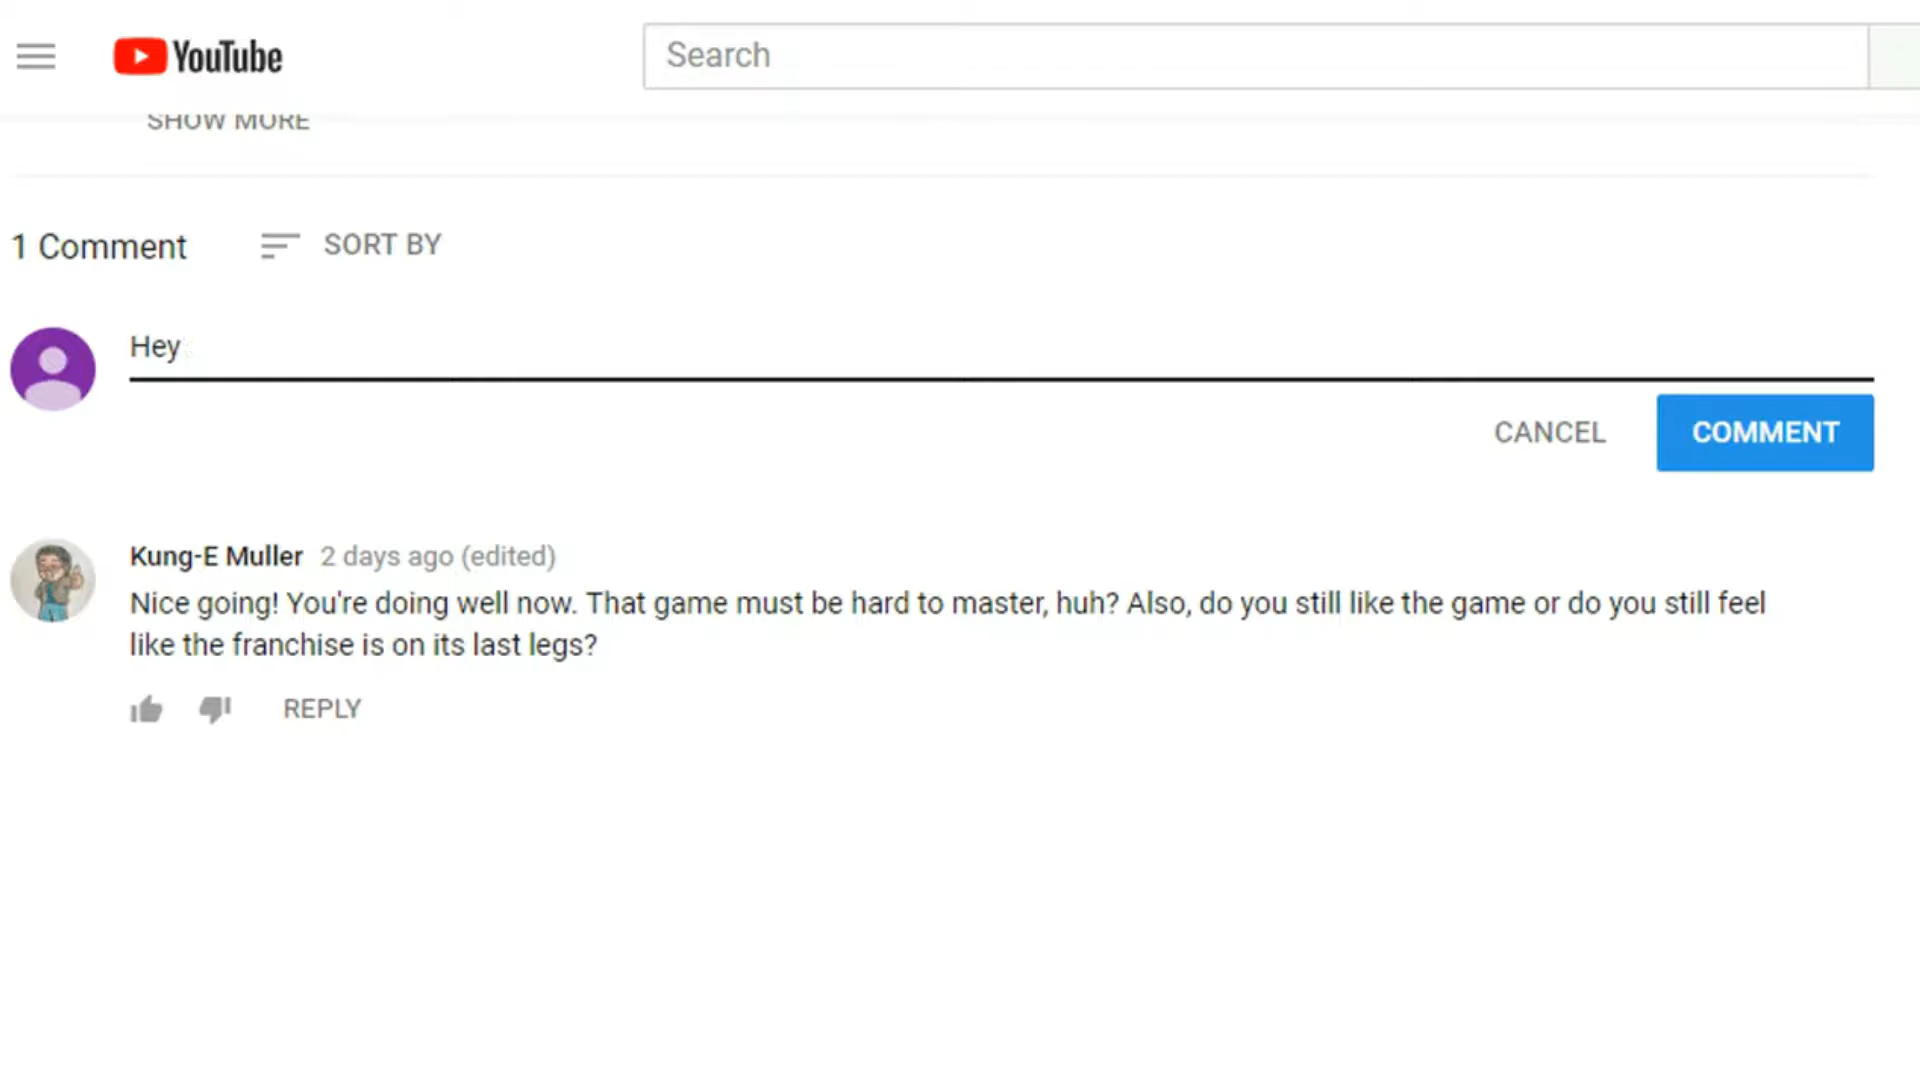 YouTube
Search
SHOW MORE
1 Comment
SORT BY
Hey
CANCEL
COMMENT
Kung-E Muller 2 days ago (edited)
Nice going! You're doing well now. That game must be hard to master, huh? Also, do you still like the game or do you still feel
like the franchise is on its last legs?
REPLY